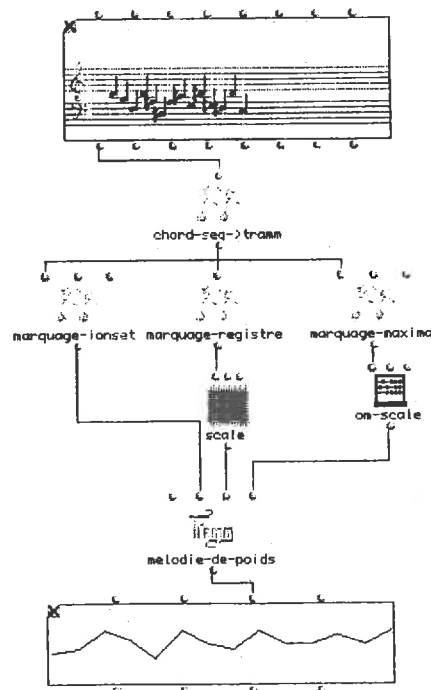 chord-seq->tramm
marquage-ionset marquage-registre marquage-maxima
scale
om-scale
melodie-de-poids